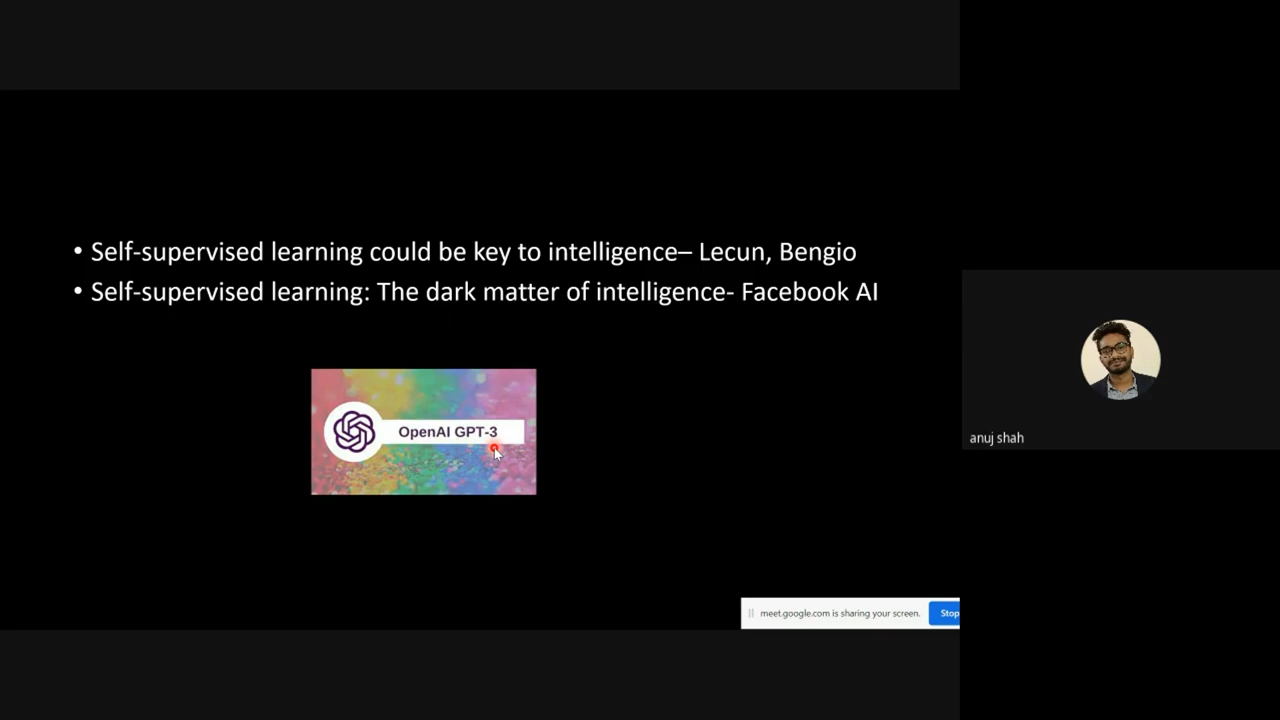 • Self-supervised learning could be key to intelligence– Lecun, Bengio
• Self-supervised learning: The dark matter of intelligence- Facebook AI
OpenAI GPT-3
anuj shah
meet.google.com is sharing your screen.
Stop